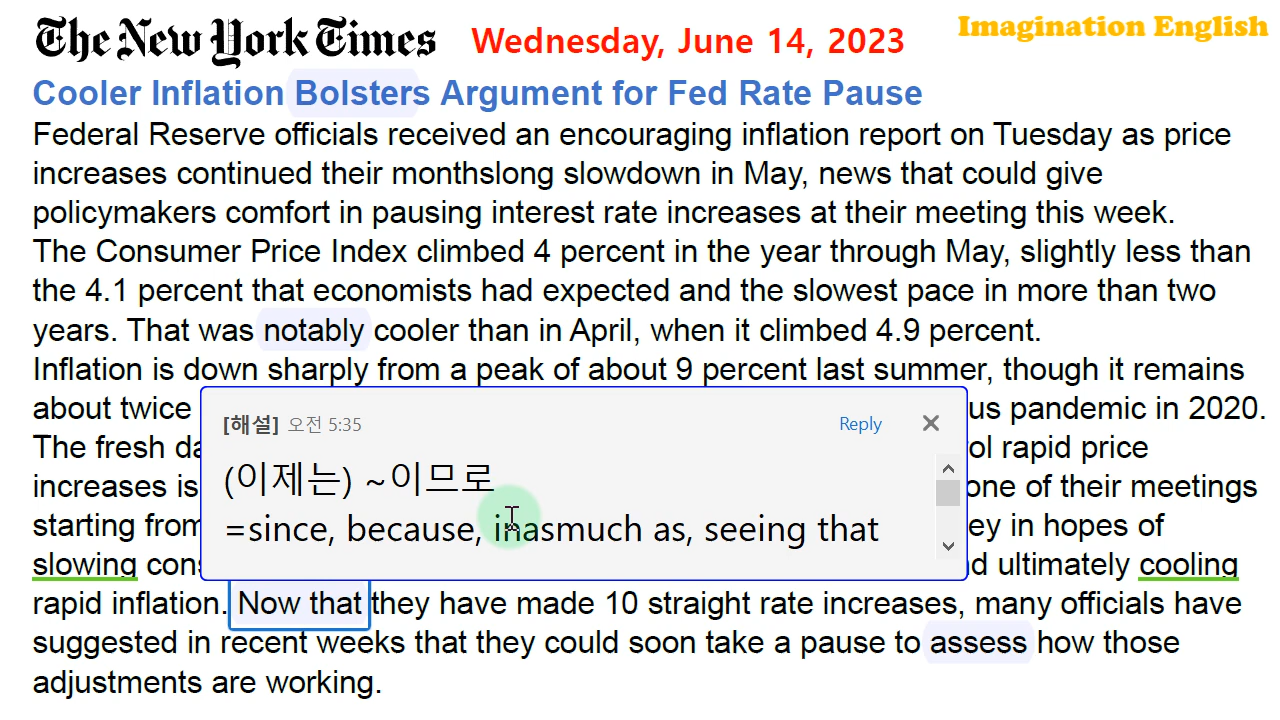 The New York Times
Wednesday, June 14, 2023
Imagination English
Cooler Inflation Bolsters Argument for Fed Rate Pause
Federal Reserve officials received an encouraging inflation report on Tuesday as price
increases continued their monthslong slowdown in May, news that could give
policymakers comfort in pausing interest rate increases at their meeting this week.
The Consumer Price Index climbed 4 percent in the year through May, slightly less than
the 4.1 percent that economists had expected and the slowest pace in more than two
years. That was notably cooler than in April, when it climbed 4.9 percent.
Inflation is down sharply from a peak of about 9 percent last summer, though it remains
about twice
pandemic in 2020.
The fresh
rapid price
increases is
one of their meetings
starting from
in hopes of
slowing
ultimately cooling
[해설] 오전 5:35
Reply
(이제는) ~이므로
=since, because, inasmuch as, seeing that
rapid inflation. Now that they have made 10 straight rate increases, many officials have
suggested in recent weeks that they could soon take a pause to assess how those
adjustments are working.